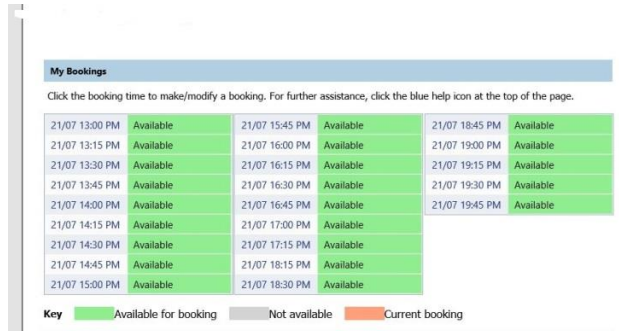 My Bookings
Click the booking time to make/modify a booking. For further assistance, click the blue help icon at the top of the page.
21/07 13:00 PM Available 21/07 15:45 PM Available 21/07 18:45 PM Available
21/07 13:15 PM Available 21/07 16:00 PM Available 21/07 19:00 PM Available
21/07 13:30 PM Available 21/07 16:15 PM Available 21/07 19:15 PM Available
21/07 13:45 PM Available 21/07 16:30 PM Available 21/07 19:30 PM Available
21/07 14:00 PM Available 21/07 16:45 PM Available 21/07 19:45 PM Available
21/07 14:15 PM Available 21/07 17:00 PM Available
21/07 14:30 PM Available 21/07 17:15 PM Available
21/07 14:45 PM Available 21/07 18:15 PM Available
21/07 15:00 PM Available 21/07 18:30 PM Available
Key Available for booking Not available Current booking